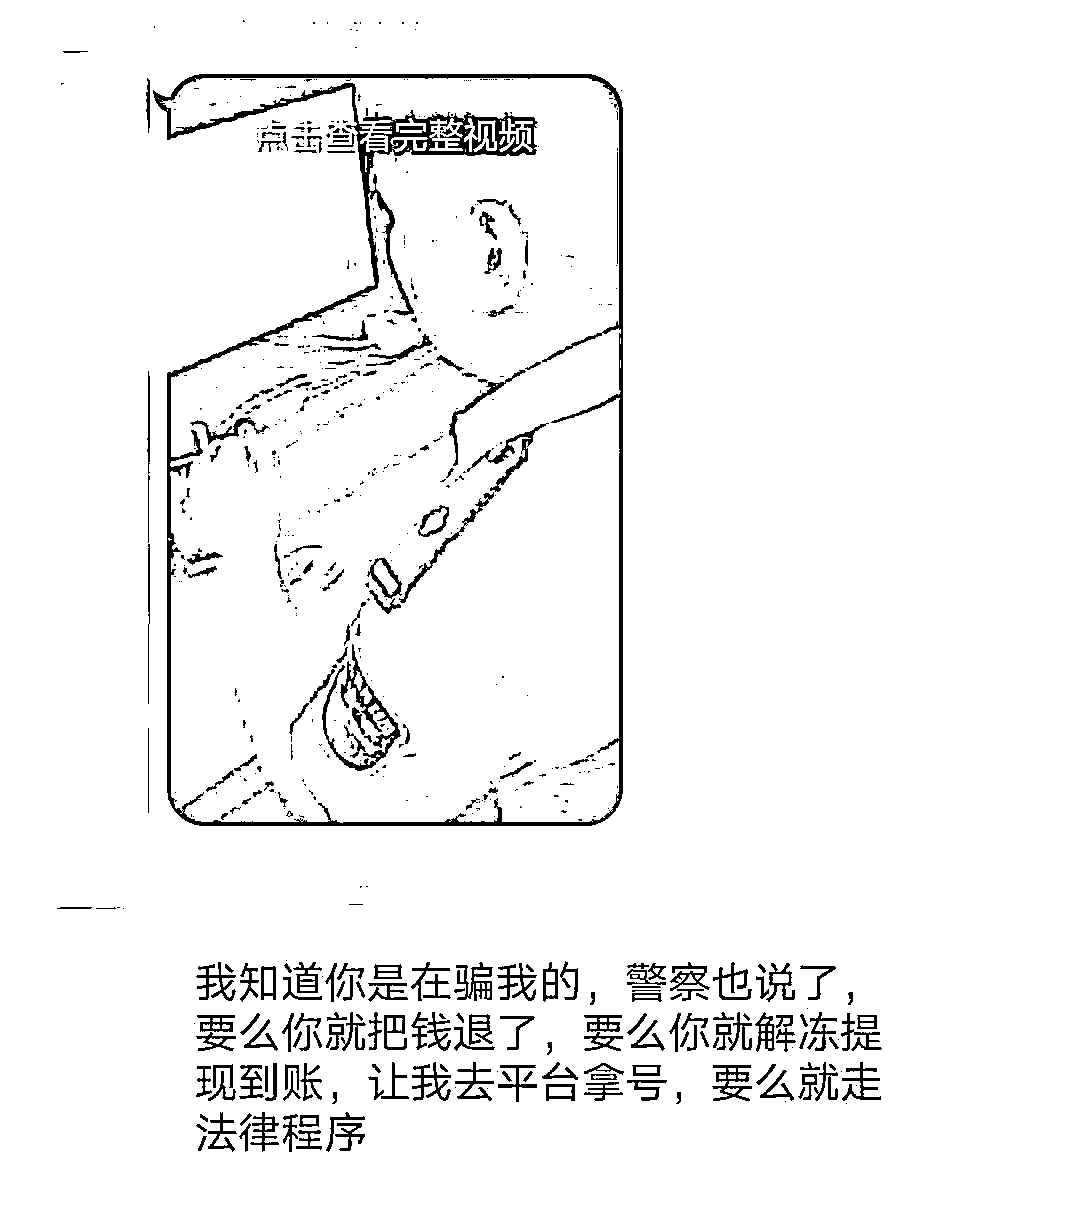 点击查看完整视频
我知道你是在骗我的，警察也说了，
要么你就把钱退了，要么你就解冻提
现到账，让我去平台拿号，要么就走
法律程序